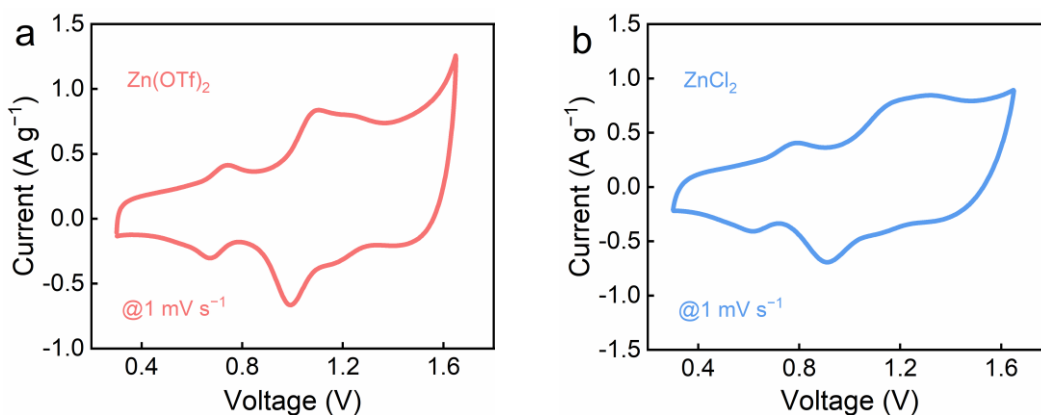 a
Zn(OTf)₂
@1 mV s⁻¹
Current (A g⁻¹)
1.5
1.0
0.5
0.0
-0.5
-1.0
0.4 0.8 1.2 1.6
Voltage (V)
b
ZnCl₂
@1 mV s⁻¹
Current (A g⁻¹)
1.5
1.0
0.5
0.0
-0.5
-1.0
-1.5
0.4 0.8 1.2 1.6
Voltage (V)